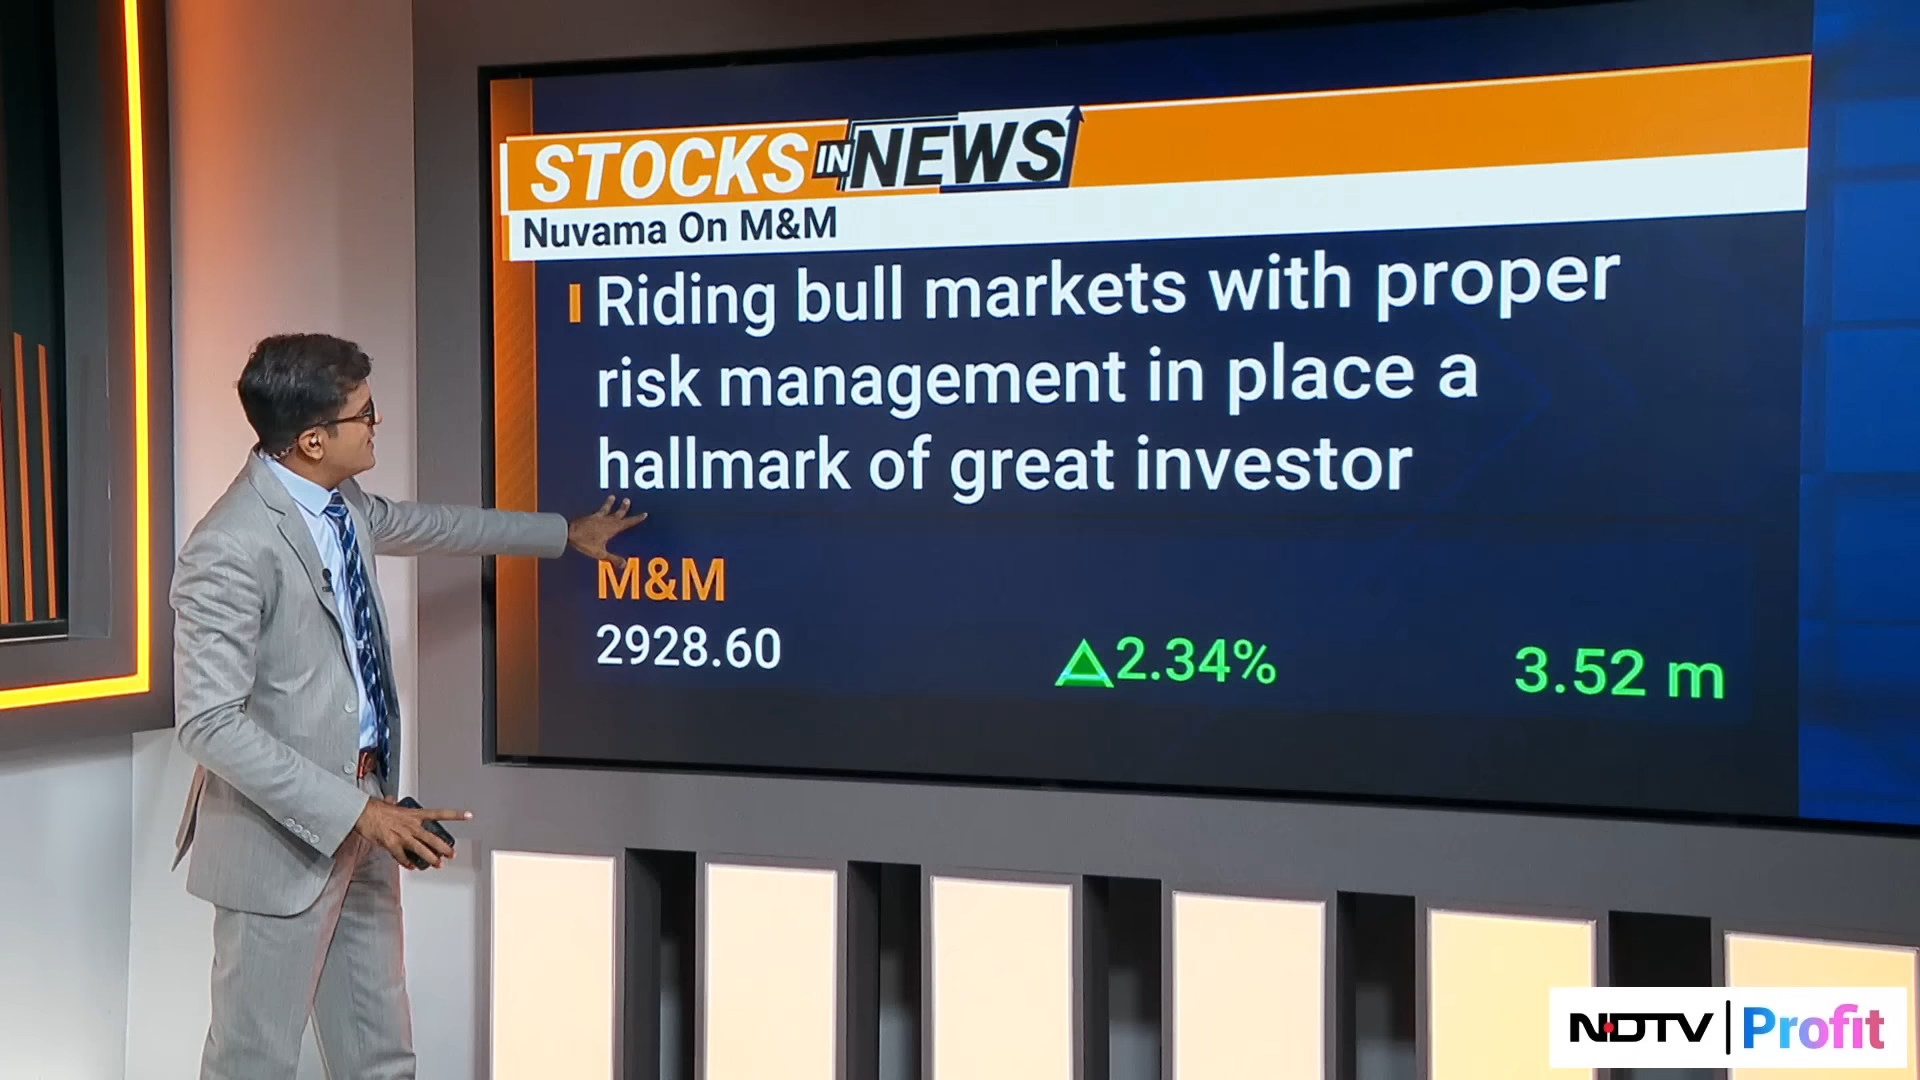 STOCKS IN NEWS
Nuvama On M&M
Riding bull markets with proper
risk management in place a
hallmark of great investor
M&M
2928.60 2.34% 3.52 m
NDTV Profit